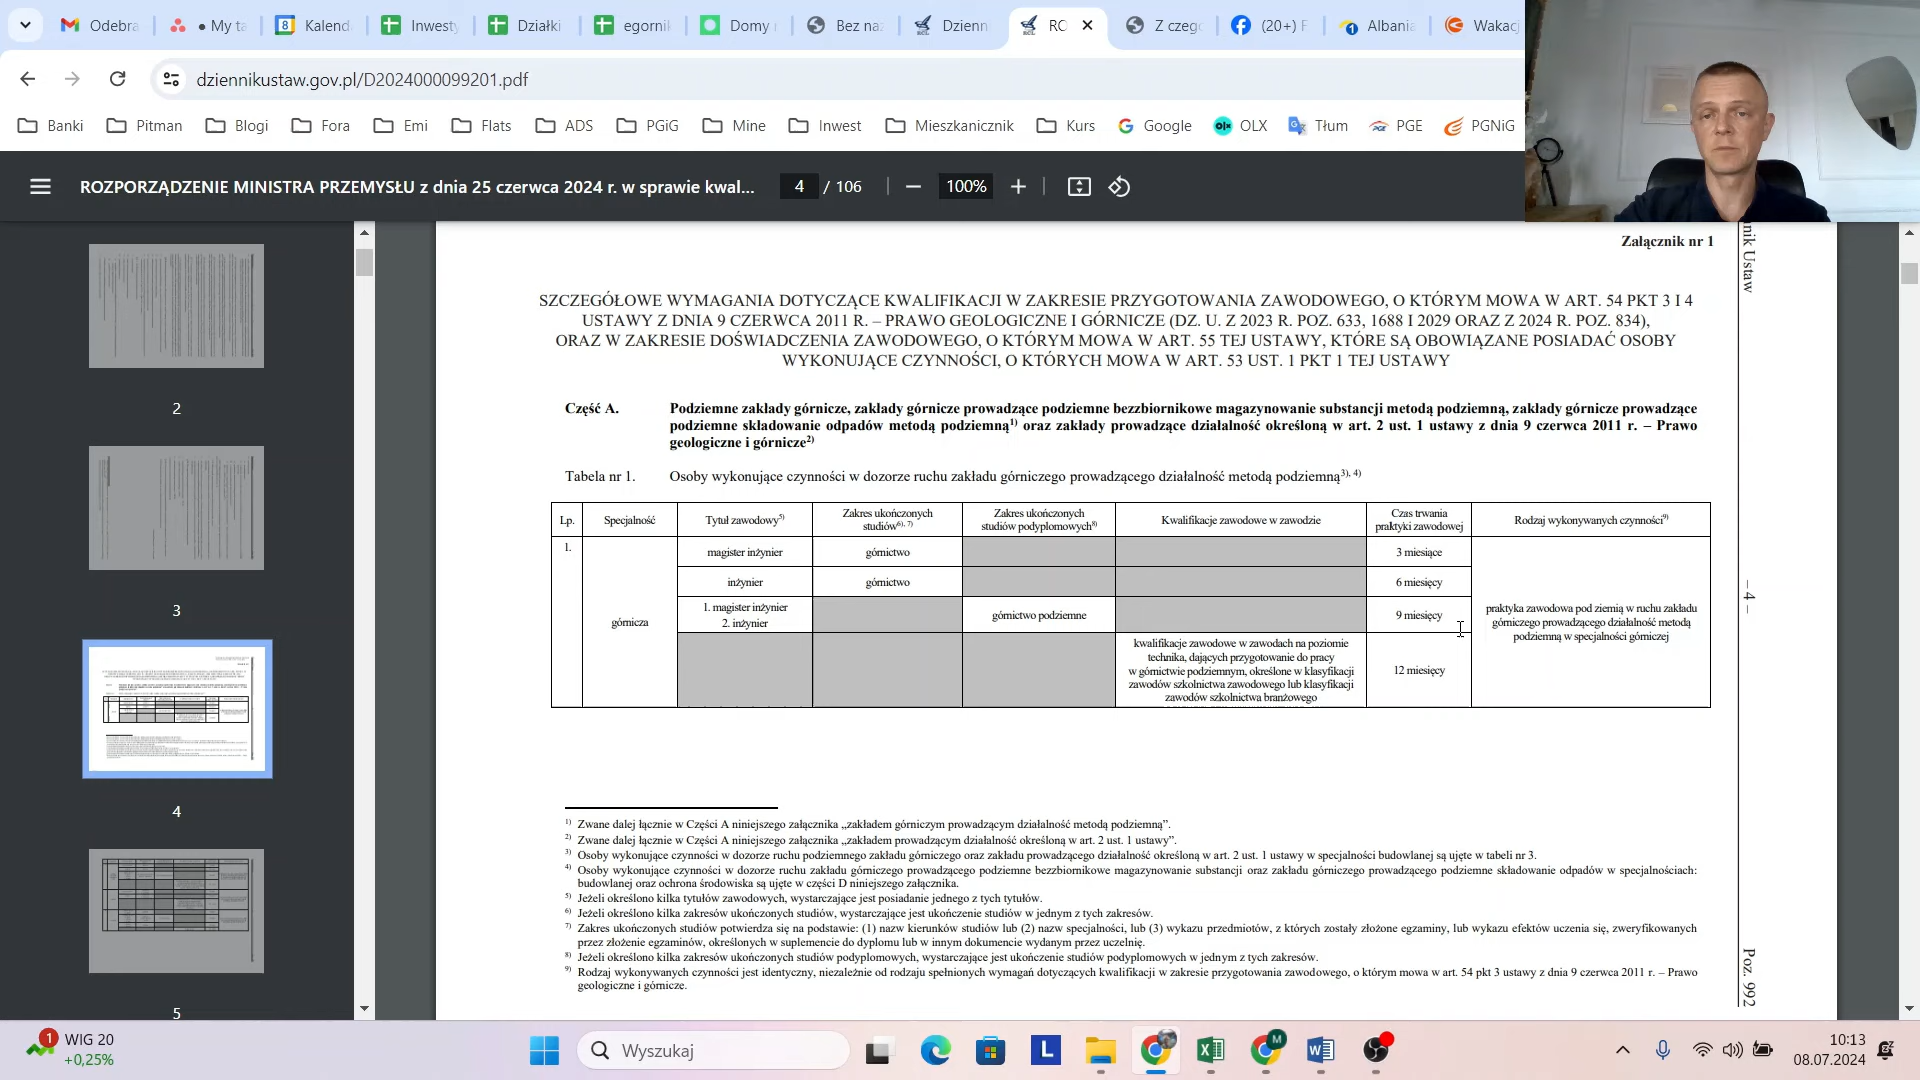 Odebra
My ta
Kalend
Inwesty
Działki
egornik
Domy
Bez na
Dzienn
RC
Z czeg
(20+) F
Albania
Wakac
dziennikustaw.gov.pl/D2024000099201.pdf
Banki
Pitman
Blogi
Fora
Emi
Flats
ADS
PGiG
Mine
Inwest
Mieszkanicznik
Kurs
Google
OLX
Tłum
PGE
PGNiG
ROZPORZĄDZENIE MINISTRA PRZEMYSŁU z dnia 25 czerwca 2024 r. w sprawie kwal...
4 / 106
100%
2
3
4
5
Załącznik nr 1
nik Ustaw
– 4 –
Poz. 992
SZCZEGÓŁOWE WYMAGANIA DOTYCZĄCE KWALIFIKACJI W ZAKRESIE PRZYGOTOWANIA ZAWODOWEGO, O KTÓRYM MOWA W ART. 54 PKT 3 I 4
USTAWY Z DNIA 9 CZERWCA 2011 R. – PRAWO GEOLOGICZNE I GÓRNICZE (DZ. U. Z 2023 R. POZ. 633, 1688 I 2029 ORAZ Z 2024 R. POZ. 834),
ORAZ W ZAKRESIE DOŚWIADCZENIA ZAWODOWEGO, O KTÓRYM MOWA W ART. 55 TEJ USTAWY, KTÓRE SĄ OBOWIĄZANE POSIADAĆ OSOBY
WYKONUJĄCE CZYNNOŚCI, O KTÓRYCH MOWA W ART. 53 UST. 1 PKT 1 TEJ USTAWY
Część A. Podziemne zakłady górnicze, zakłady górnicze prowadzące podziemne bezzbiornikowe magazynowanie substancji metodą podziemną, zakłady górnicze prowadzące
podziemne składowanie odpadów metodą podziemną1) oraz zakłady prowadzące działalność określoną w art. 2 ust. 1 ustawy z dnia 9 czerwca 2011 r. – Prawo
geologiczne i górnicze2)
Tabela nr 1. Osoby wykonujące czynności w dozorze ruchu zakładu górniczego prowadzącego działalność metodą podziemną3), 4)
Lp.
Specjalność
Tytuł zawodowy5)
Zakres ukończonych
studiów6), 7)
Zakres ukończonych
studiów podyplomowych8)
Kwalifikacje zawodowe w zawodzie
Czas trwania
praktyki zawodowej
Rodzaj wykonywanych czynności9)
1.
górnicza
magister inżynier
górnictwo
3 miesiące
inżynier
górnictwo
6 miesięcy
1. magister inżynier
2. inżynier
górnictwo podziemne
9 miesięcy
kwalifikacje zawodowe w zawodach na poziomie
technika, dających przygotowanie do pracy
w górnictwie podziemnym, określone w klasyfikacji
zawodów szkolnictwa zawodowego lub klasyfikacji
zawodów szkolnictwa branżowego
12 miesięcy
praktyka zawodowa pod ziemią w ruchu zakładu
górniczego prowadzącego działalność metodą
podziemną w specjalności górniczej
1) Zwane dalej łącznie w Części A niniejszego załącznika „zakładem górniczym prowadzącym działalność metodą podziemną”.
2) Zwane dalej łącznie w Części A niniejszego załącznika „zakładem prowadzącym działalność określoną w art. 2 ust. 1 ustawy”.
3) Osoby wykonujące czynności w dozorze ruchu podziemnego zakładu górniczego oraz zakładu prowadzącego działalność określoną w art. 2 ust. 1 ustawy w specjalności budowlanej są ujęte w tabeli nr 3.
4) Osoby wykonujące czynności w dozorze ruchu zakładu górniczego prowadzącego podziemne bezzbiornikowe magazynowanie substancji oraz zakładu górniczego prowadzącego podziemne składowanie odpadów w specjalnościach:
budowlanej oraz ochrona środowiska są ujęte w części D niniejszego załącznika.
5) Jeżeli określono kilka tytułów zawodowych, wystarczające jest posiadanie jednego z tych tytułów.
6) Jeżeli określono kilka zakresów ukończonych studiów, wystarczające jest ukończenie studiów w jednym z tych zakresów.
7) Zakres ukończonych studiów potwierdza się na podstawie: (1) nazw kierunków studiów lub (2) nazw specjalności, lub (3) wykazu przedmiotów, z których zostały złożone egzaminy, lub wykazu efektów uczenia się, zweryfikowanych
przez złożenie egzaminów, określonych w suplemencie do dyplomu lub w innym dokumencie wydanym przez uczelnię.
8) Jeżeli określono kilka zakresów ukończonych studiów podyplomowych, wystarczające jest ukończenie studiów podyplomowych w jednym z tych zakresów.
9) Rodzaj wykonywanych czynności jest identyczny, niezależnie od rodzaju spełnionych wymagań dotyczących kwalifikacji w zakresie przygotowania zawodowego, o którym mowa w art. 54 pkt 3 ustawy z dnia 9 czerwca 2011 r. – Prawo
geologiczne i górnicze.
1
WIG 20
+0,25%
Wyszukaj
L
M
10:13
08.07.2024